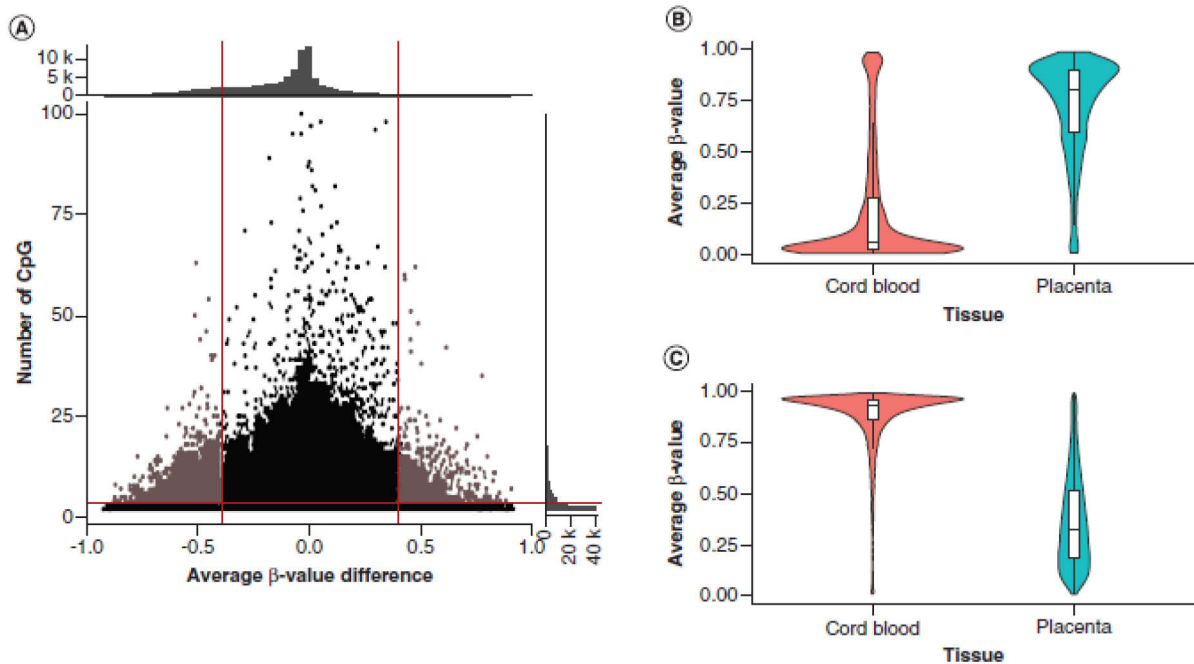 A
10 k
5 k
0
100
75
50
25
0
Number of CpG
-1.0
-0.5
0.0
0.5
1.0
Average β-value difference
0
20 k
40 k
B
1.00
0.75
0.50
0.25
0.00
Average β-value
Cord blood
Placenta
Tissue
C
1.00
0.75
0.50
0.25
0.00
Average β-value
Cord blood
Placenta
Tissue